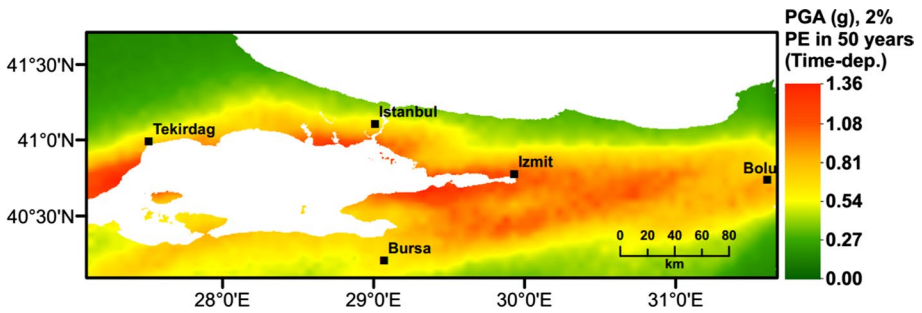 PGA (g), 2%
PE in 50 years
(Time-dep.)
41°30'N
41°0'N
40°30'N
Tekirdag
Istanbul
Izmit
Bolu
Bursa
0 20 40 60 80
km
1.36
1.08
0.81
0.54
0.27
0.00
28°0'E 29°0'E 30°0'E 31°0'E